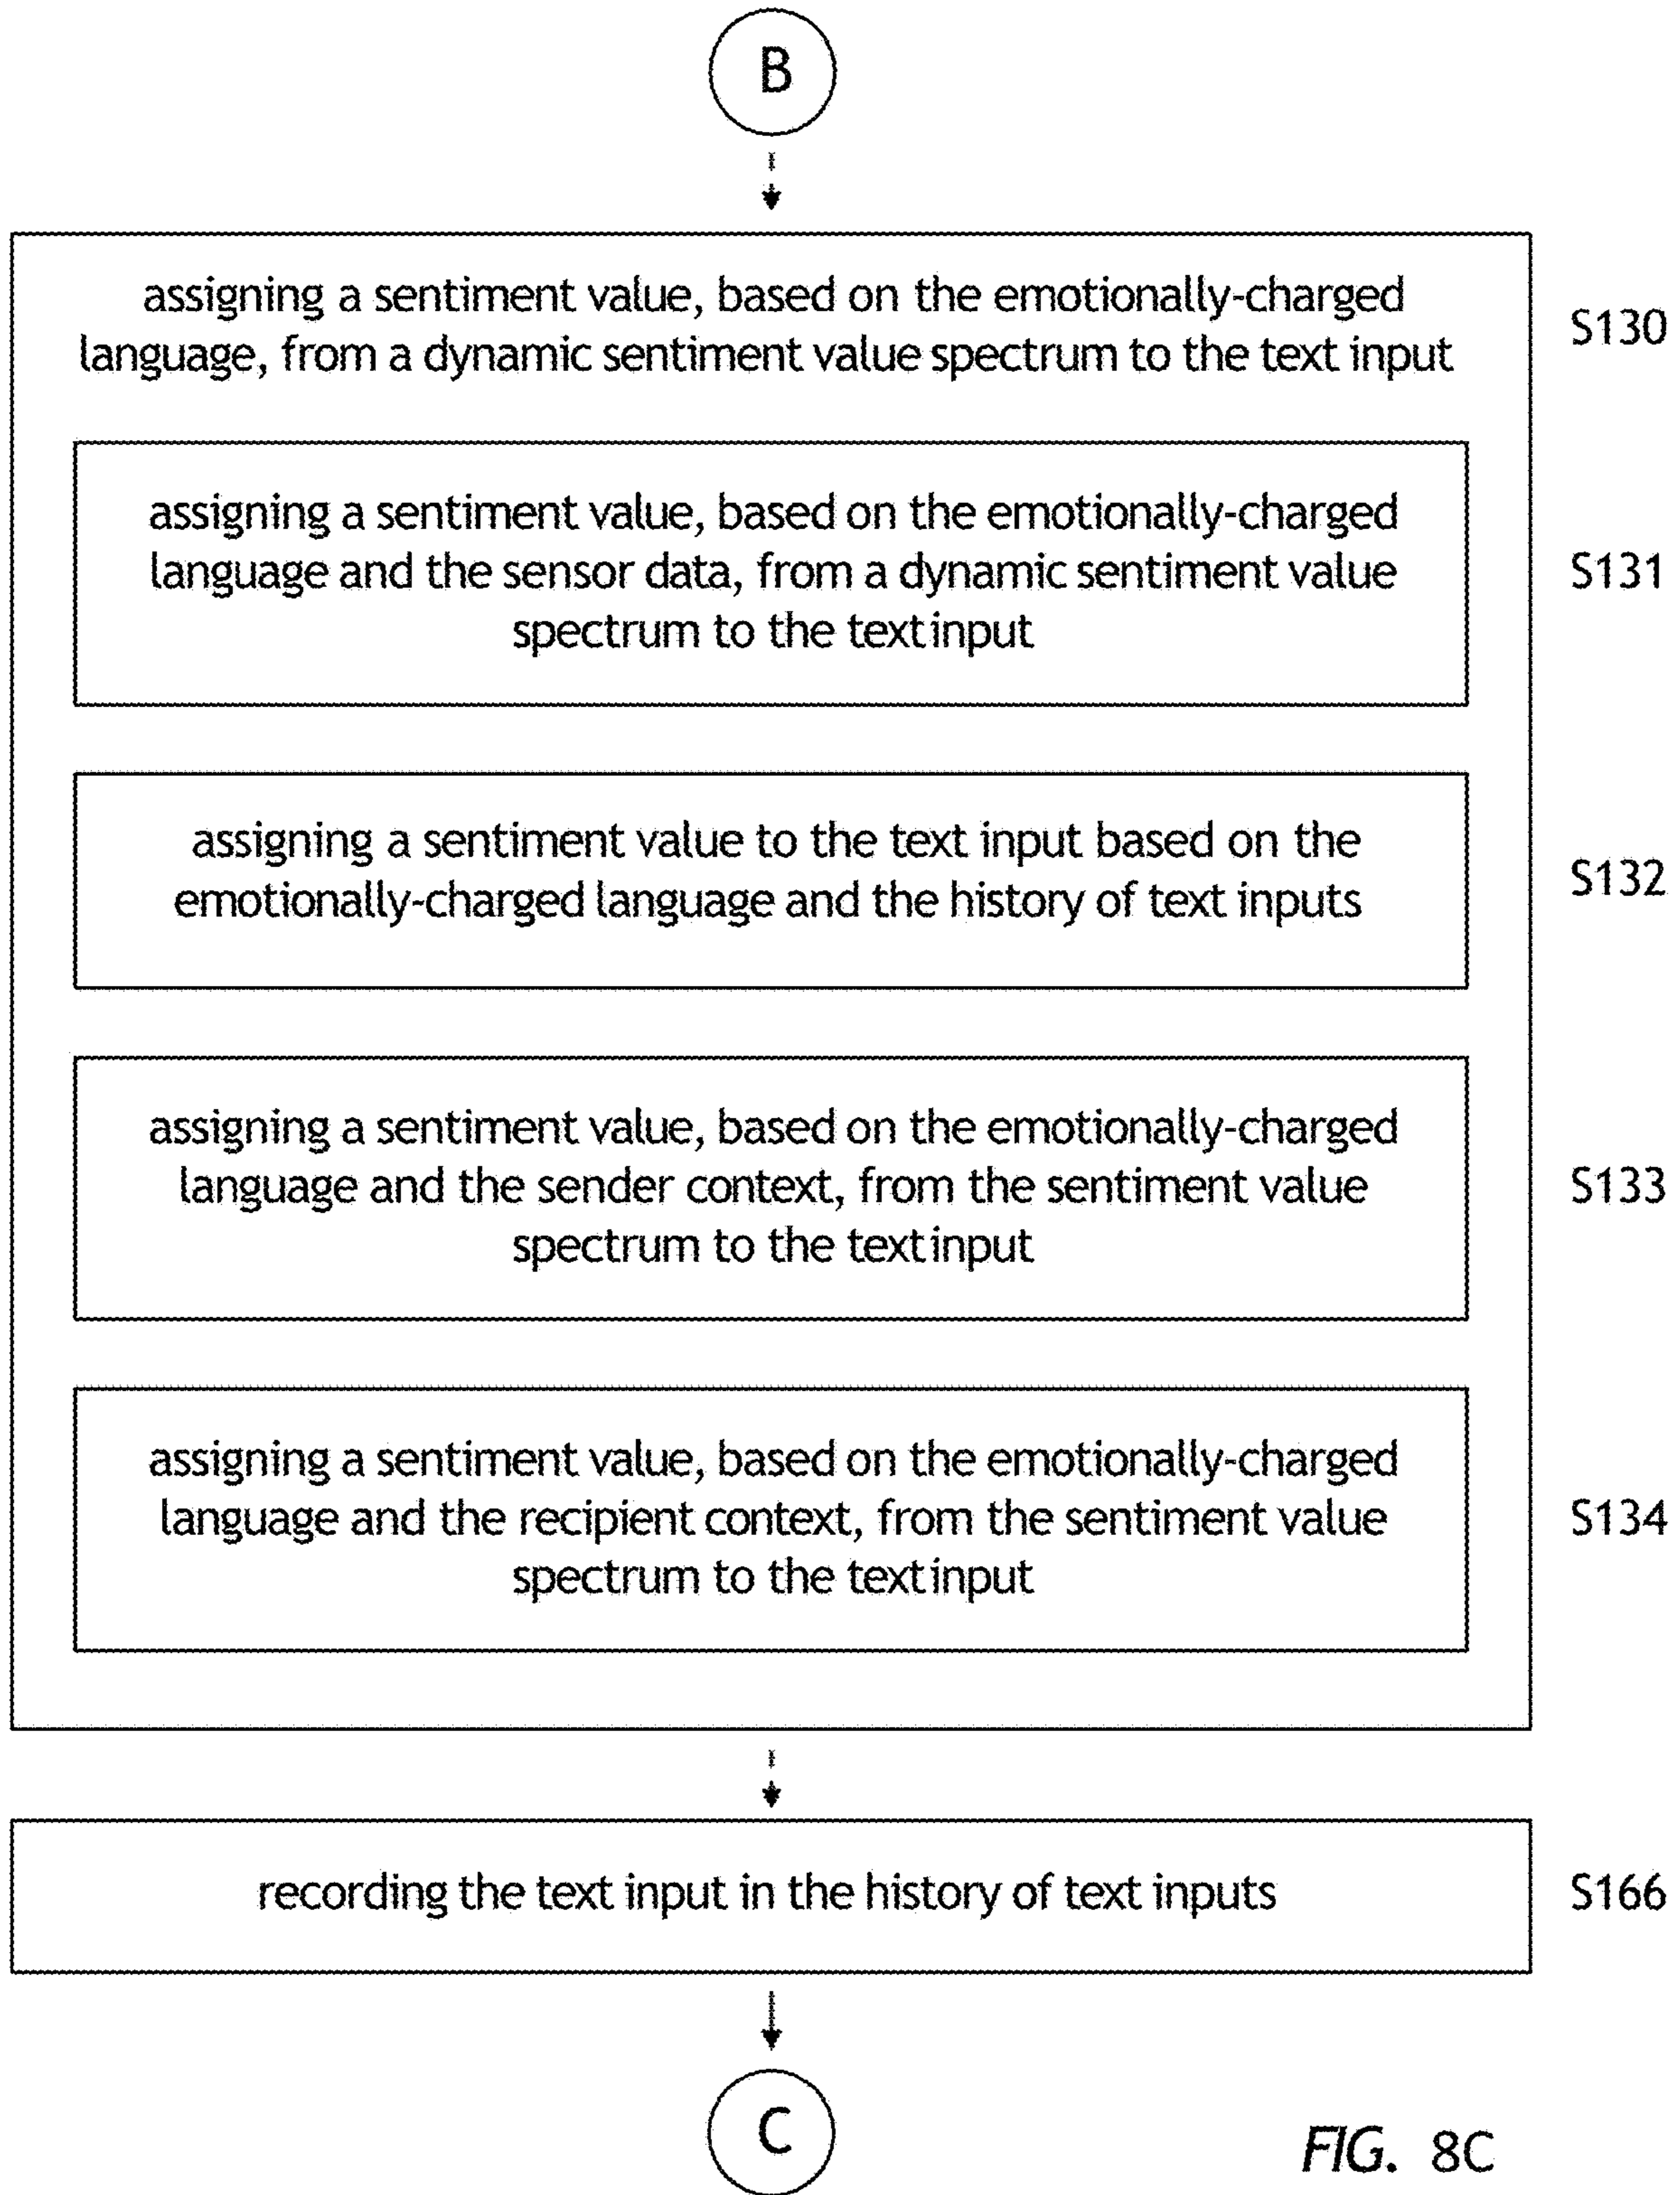 B
assigning a sentiment value, based on the emotionally-charged
language, from a dynamic sentiment value spectrum to the text input
S130
assigning a sentiment value, based on the emotionally-charged
language and the sensor data, from a dynamic sentiment value
spectrum to the text input
S131
assigning a sentiment value to the text input based on the
emotionally-charged language and the history of text inputs
S132
assigning a sentiment value, based on the emotionally-charged
language and the sender context, from the sentiment value
spectrum to the text input
S133
assigning a sentiment value, based on the emotionally-charged
language and the recipient context, from the sentiment value
spectrum to the text input
S134
recording the text input in the history of text inputs
S166
C
FIG. 8C